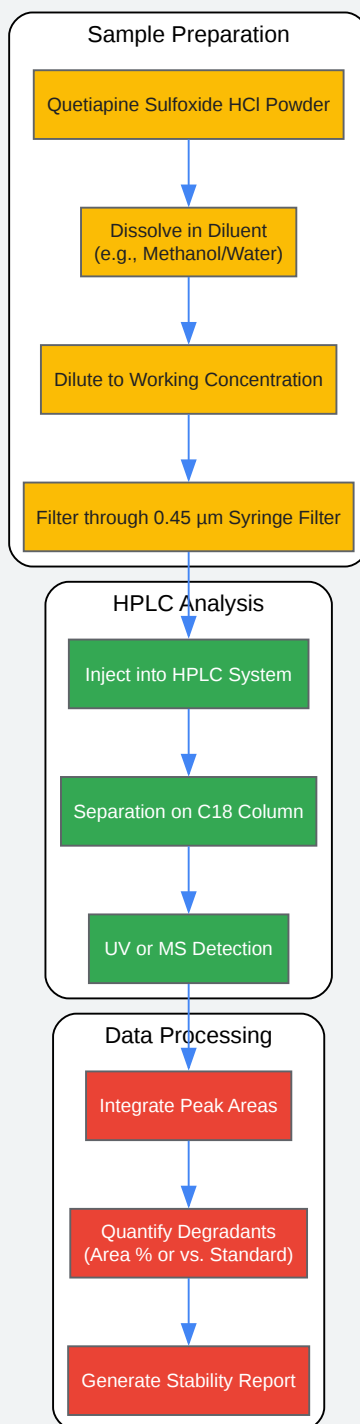 Sample Preparation
Quetiapine Sulfoxide HCl Powder
Dissolve in Diluent
(e.g., Methanol/Water)
Dilute to Working Concentration
Filter through 0.45 µm Syringe Filter
HPLC Analysis
Inject into HPLC System
Separation on C18 Column
UV or MS Detection
Data Processing
Integrate Peak Areas
Quantify Degradants
(Area % or vs. Standard)
Generate Stability Report